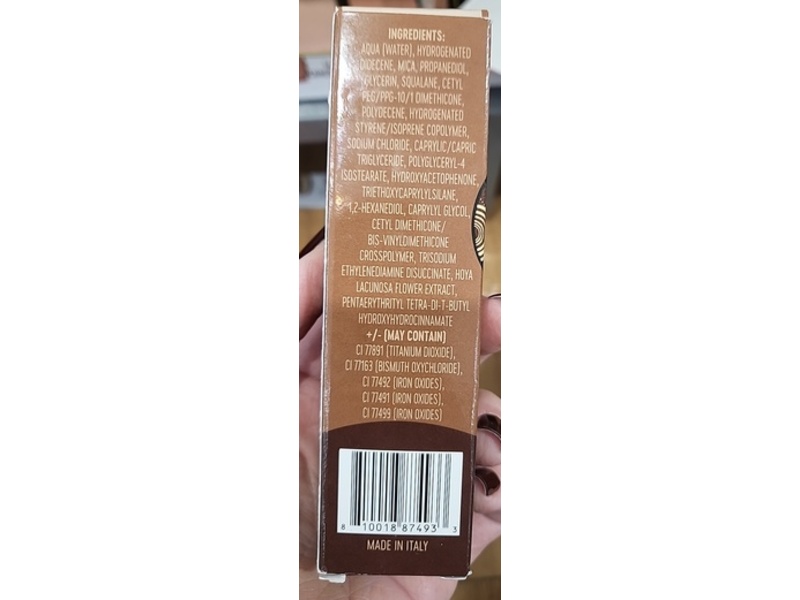 INGREDIENTS:
AQUA (WATER), HYDROGENATED
DIDECENE, MICA, PROPANEDIOL,
GLYCERIN, SQUALANE, CETYL
PEG/PPG-10/1 DIMETHICONE,
POLYDECENE, HYDROGENATED
STYRENE/ISOPRENE COPOLYMER,
SODIUM CHLORIDE, CAPRYLIC/CAPRIC
TRIGLYCERIDE, POLYGLYCERYL-4
ISOSTEARATE, HYDROXYACETOPHENONE,
TRIETHOXYCAPRYLYLSILANE,
1,2-HEXANEDIOL, CAPRYLYL GLYCOL,
CETYL DIMETHICONE/
BIS-VINYLDIMETHICONE
CROSSPOLYMER, TRISODIUM
ETHYLENEDIAMINE DISUCCINATE, HOYA
LACUNOSA FLOWER EXTRACT,
PENTAERYTHRITYL TETRA-DI-T-BUTYL
HYDROXYHYDROCINNAMATE
+/- (MAY CONTAIN)
CI 77891 (TITANIUM DIOXIDE),
CI 77163 (BISMUTH OXYCHLORIDE),
CI 77492 (IRON OXIDES),
CI 77491 (IRON OXIDES),
CI 77499 (IRON OXIDES)
8 10018 87493 3
MADE IN ITALY